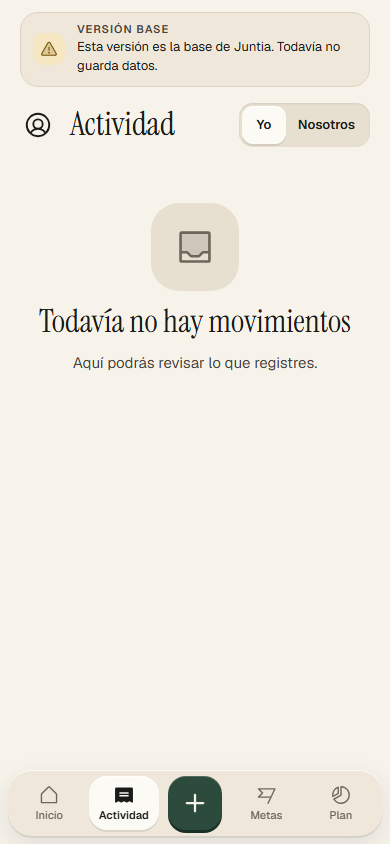 VERSIÓN BASE
Esta versión es la base de Juntia. Todavía no
guarda datos.
Actividad
Yo
Nosotros
Todavía no hay movimientos
Aquí podrás revisar lo que registres.
Inicio
Actividad
Metas
Plan